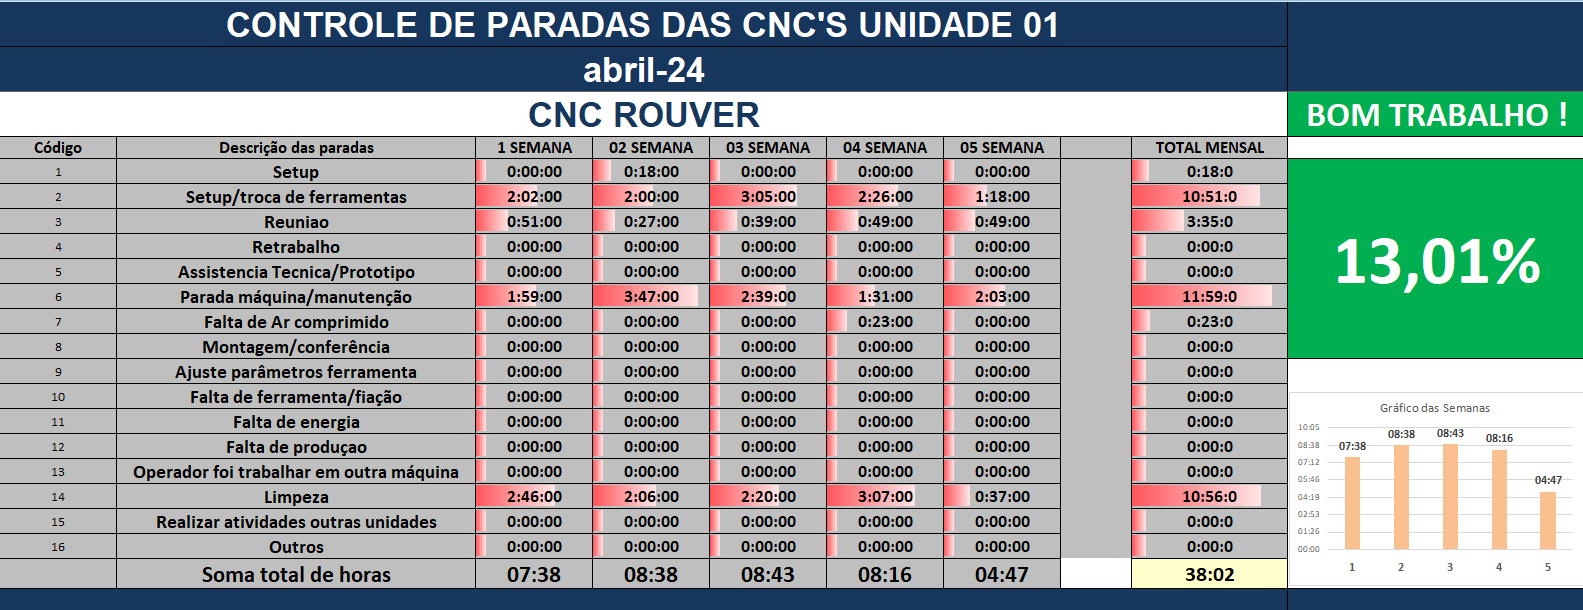 CONTROLE DE PARADAS DAS CNC'S UNIDADE 01
abril-24
CNC ROUVER
BOM TRABALHO !
Código Descrição das paradas 1 SEMANA 02 SEMANA 03 SEMANA 04 SEMANA 05 SEMANA TOTAL MENSAL
1 Setup 0:00:00 0:18:00 0:00:00 0:00:00 0:00:00 0:18:0
2 Setup/troca de ferramentas 2:02:00 2:00:00 3:05:00 2:26:00 1:18:00 10:51:0
3 Reuniao 0:51:00 0:27:00 0:39:00 0:49:00 0:49:00 3:35:0
4 Retrabalho 0:00:00 0:00:00 0:00:00 0:00:00 0:00:00 0:00:0
5 Assistencia Tecnica/Prototipo 0:00:00 0:00:00 0:00:00 0:00:00 0:00:00 0:00:0
6 Parada máquina/manutenção 1:59:00 3:47:00 2:39:00 1:31:00 2:03:00 11:59:0
7 Falta de Ar comprimido 0:00:00 0:00:00 0:00:00 0:23:00 0:00:00 0:23:0
8 Montagem/conferência 0:00:00 0:00:00 0:00:00 0:00:00 0:00:00 0:00:0
9 Ajuste parâmetros ferramenta 0:00:00 0:00:00 0:00:00 0:00:00 0:00:00 0:00:0
10 Falta de ferramenta/fiação 0:00:00 0:00:00 0:00:00 0:00:00 0:00:00 0:00:0
11 Falta de energia 0:00:00 0:00:00 0:00:00 0:00:00 0:00:00 0:00:0
12 Falta de produçao 0:00:00 0:00:00 0:00:00 0:00:00 0:00:00 0:00:0
13 Operador foi trabalhar em outra máquina 0:00:00 0:00:00 0:00:00 0:00:00 0:00:00 0:00:0
14 Limpeza 2:46:00 2:06:00 2:20:00 3:07:00 0:37:00 10:56:0
15 Realizar atividades outras unidades 0:00:00 0:00:00 0:00:00 0:00:00 0:00:00 0:00:0
16 Outros 0:00:00 0:00:00 0:00:00 0:00:00 0:00:00 0:00:0
Soma total de horas 07:38 08:38 08:43 08:16 04:47 38:02
13,01%
Gráfico das Semanas
10:05
08:38
07:12
05:46
04:19
02:53
01:26
00:00
07:38 08:38 08:43 08:16 04:47
1 2 3 4 5